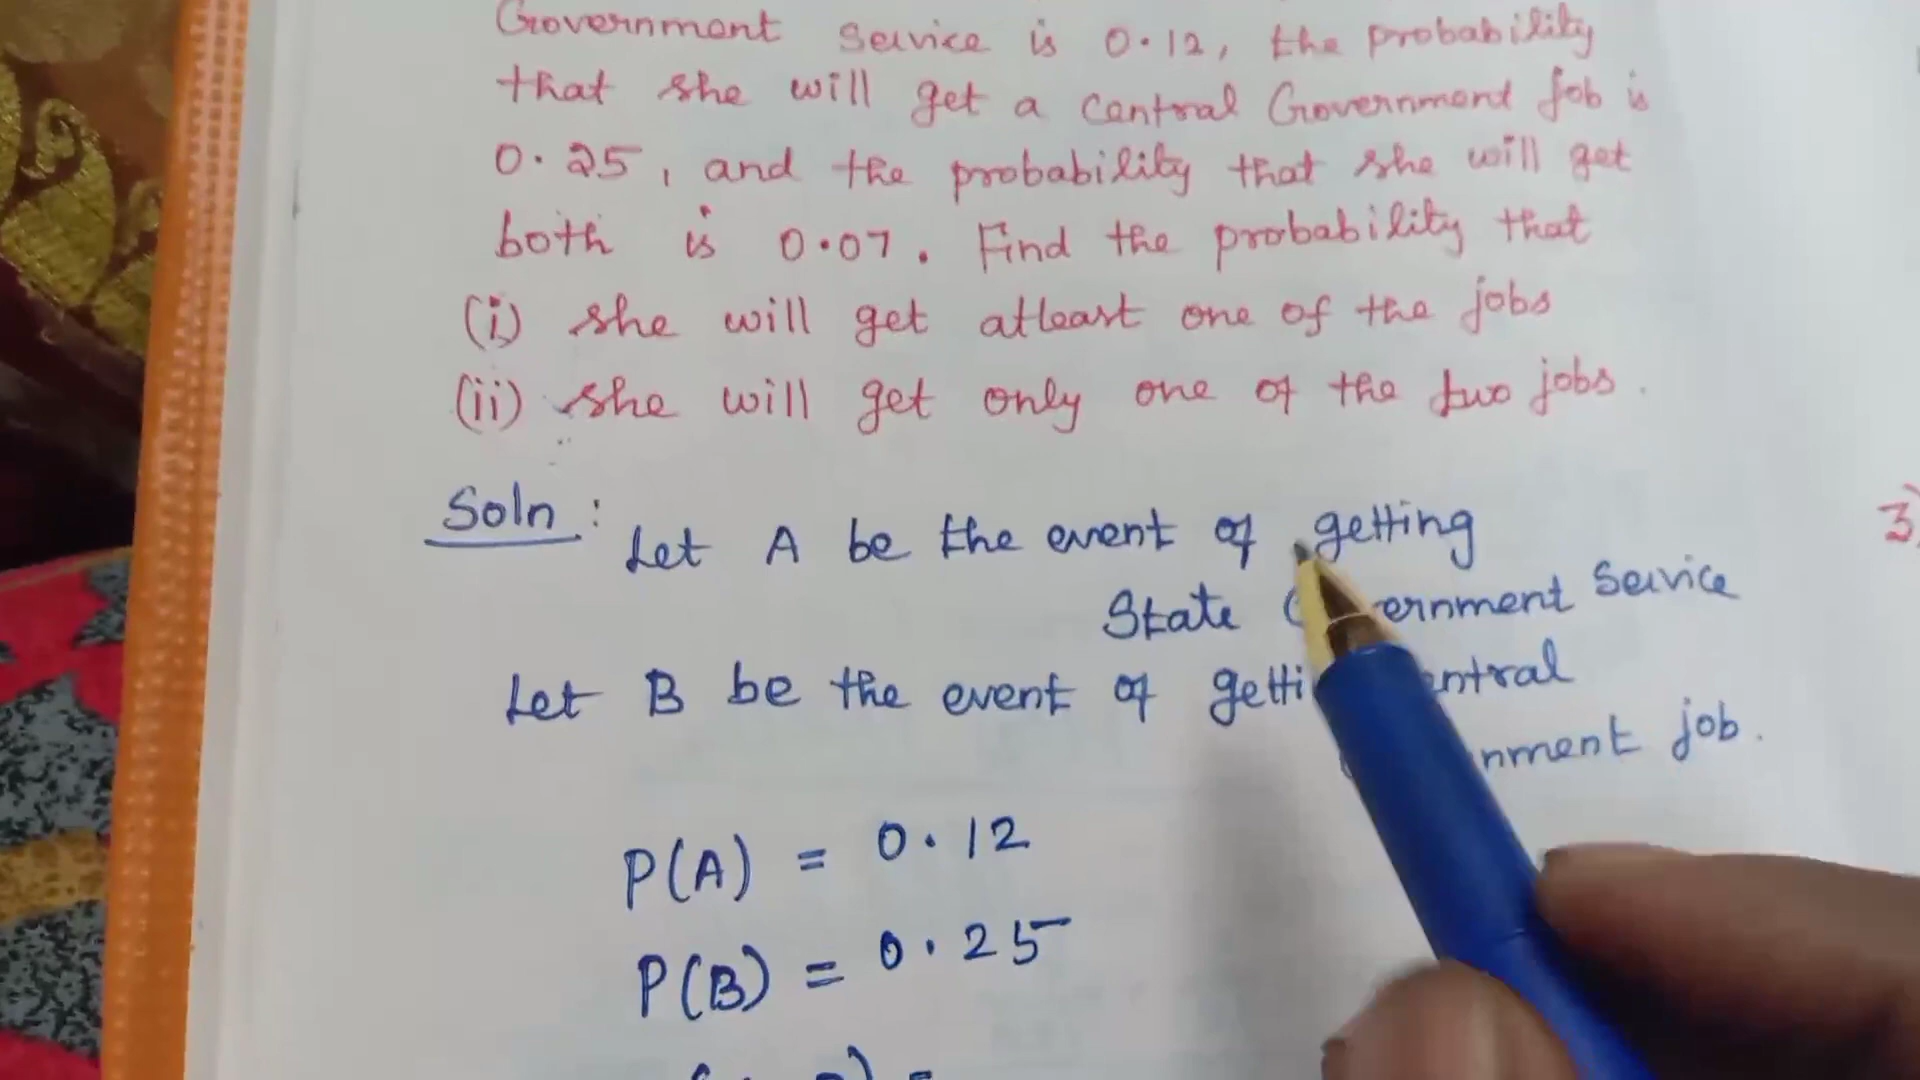 Government Service is 0.12, the probability
that she will get a Central Government job is
0.25, and the probability that she will get
both is 0.07. Find the probability that
(i) she will get atleast one of the jobs
(ii) she will get only one of the two jobs.
Soln : Let A be the event of getting
State ernment Service
3)
Let B be the event of getti entral
nment job.
P(A) = 0.12
P(B) = 0.25